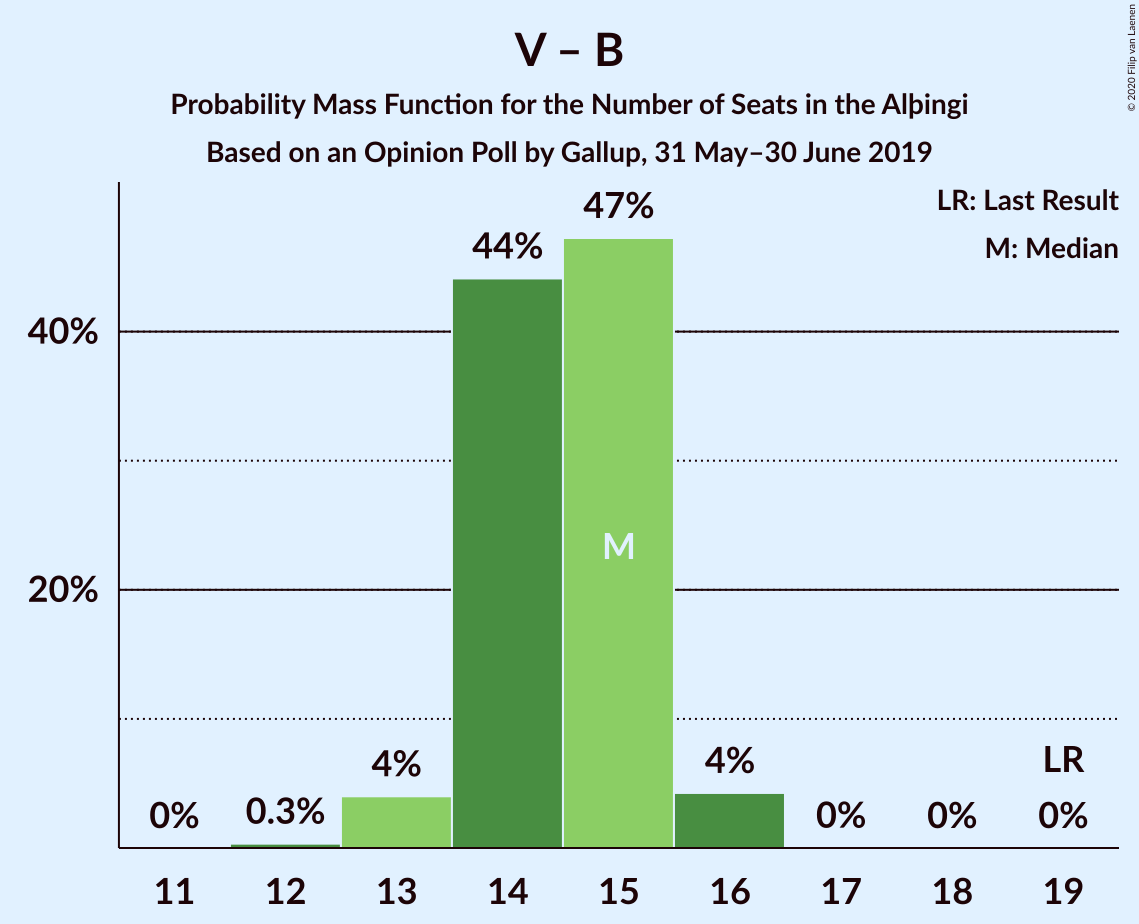 V – B
Probability Mass Function for the Number of Seats in the Alþingi
Based on an Opinion Poll by Gallup, 31 May–30 June 2019
© 2020 Filip van Laenen
LR: Last Result
M: Median
47%
44%
40%
M
20%
4%
4%
LR
0%
0.3%
0%
0%
0%
11 12 13 14 15 16 17 18 19